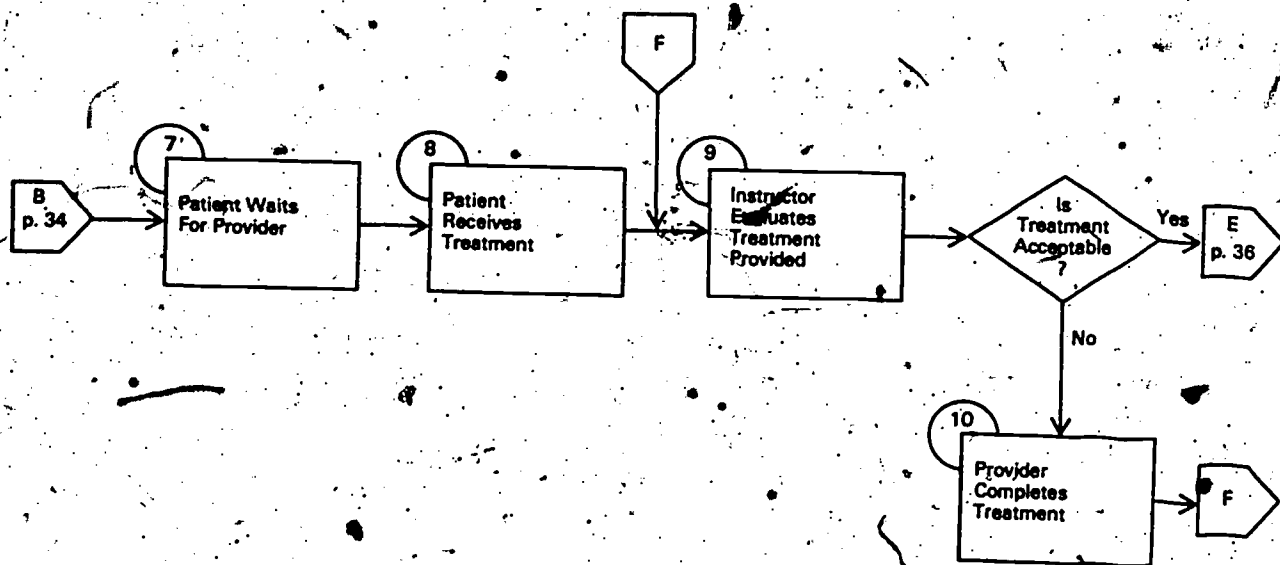 F
7
Patient Waits
For Provider
B
p. 34
8
Patient
Receives
Treatment
9
Instructor
Evaluates
Treatment
Provided
Is
Treatment
Acceptable
?
Yes
E
p. 36
No
10
Provider
Completes
Treatment
F